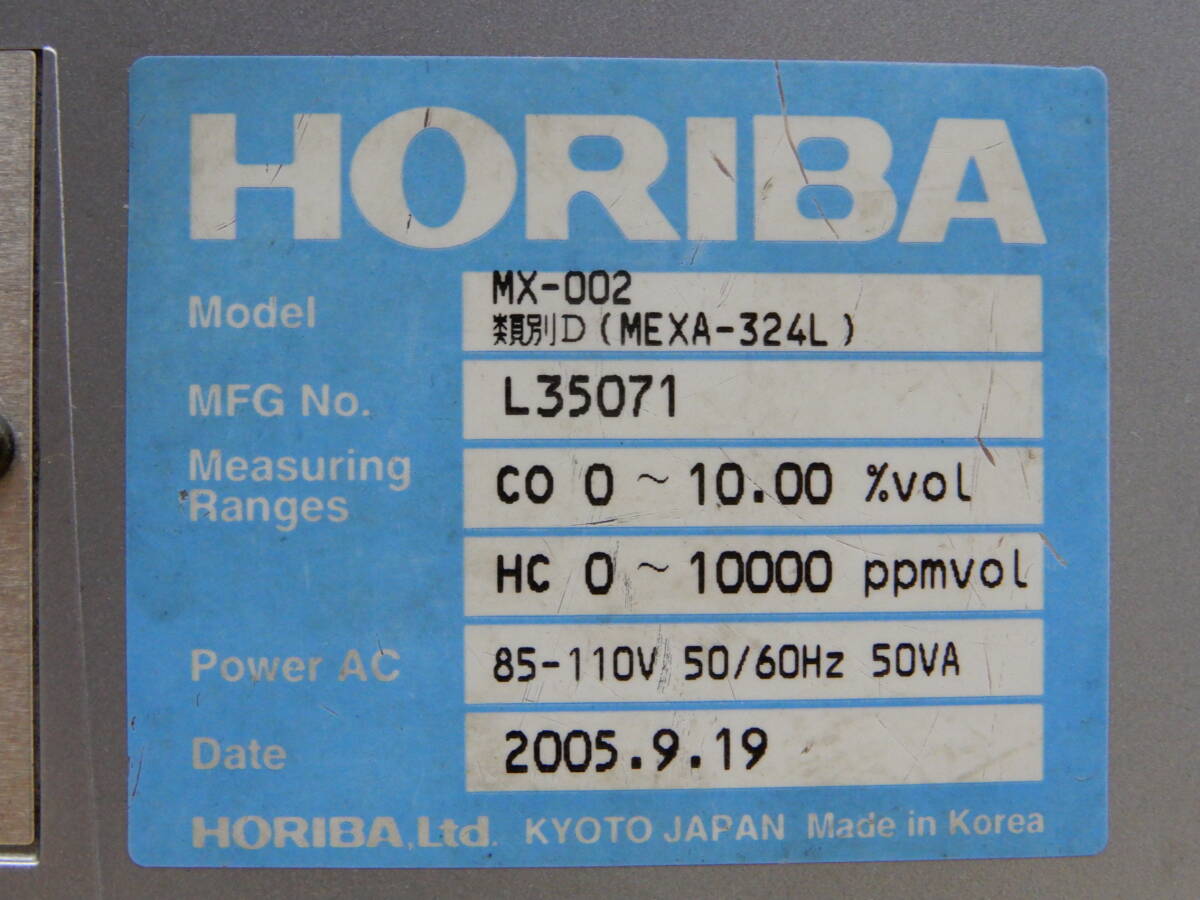 HORIBA
Model MX-002
類別D(MEXA-324L)
MFG No. L35071
Measuring Ranges CO 0~10.00 %vol
HC 0~10000 ppmvol
Power AC 85-110V 50/60Hz 50VA
Date 2005.9.19
HORIBA,Ltd. KYOTO JAPAN Made in Korea